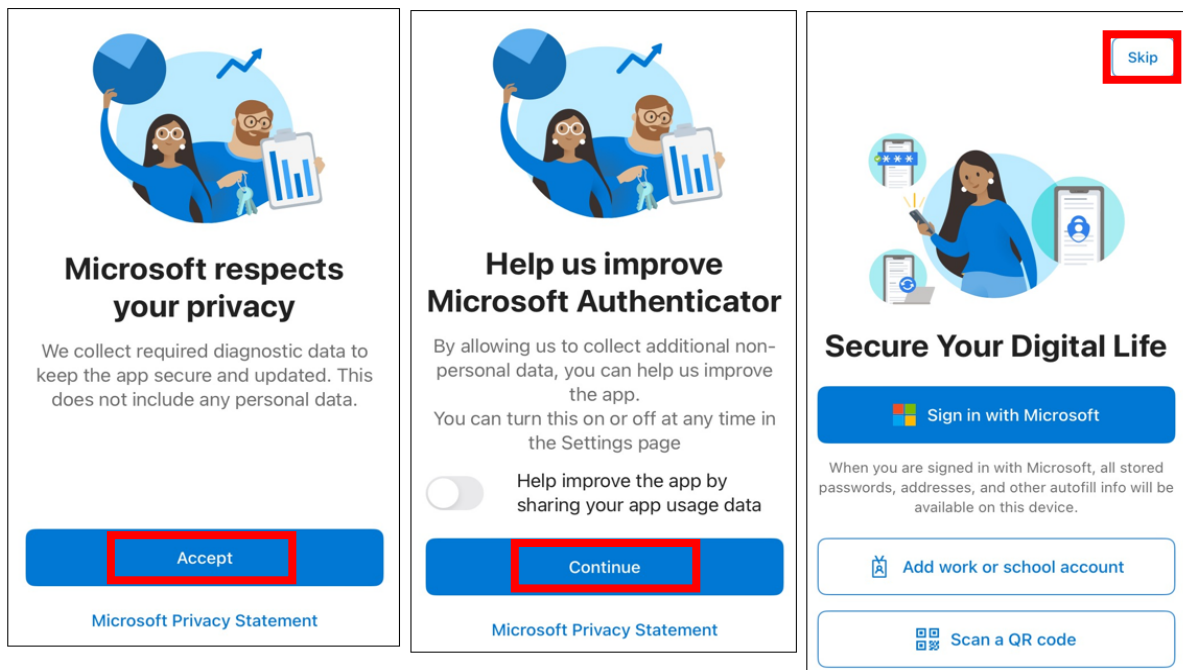 Microsoft respects
your privacy
We collect required diagnostic data to
keep the app secure and updated. This
does not include any personal data.
Accept
Microsoft Privacy Statement
Help us improve
Microsoft Authenticator
By allowing us to collect additional non-
personal data, you can help us improve
the app.
You can turn this on or off at any time in
the Settings page
Help improve the app by
sharing your app usage data
Continue
Microsoft Privacy Statement
Skip
***
Secure Your Digital Life
Sign in with Microsoft
When you are signed in with Microsoft, all stored
passwords, addresses, and other autofill info will be
available on this device.
Add work or school account
Scan a QR code